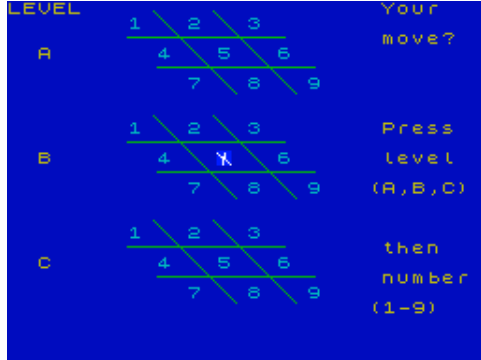 LEVEL
Your
1 2 3
move?
A
4 5 6
7 8 9
1 2 3
Press
B
4 X 6
level
7 8 9
(A,B,C)
1 2 3
then
C
4 5 6
number
7 8 9
(1-9)